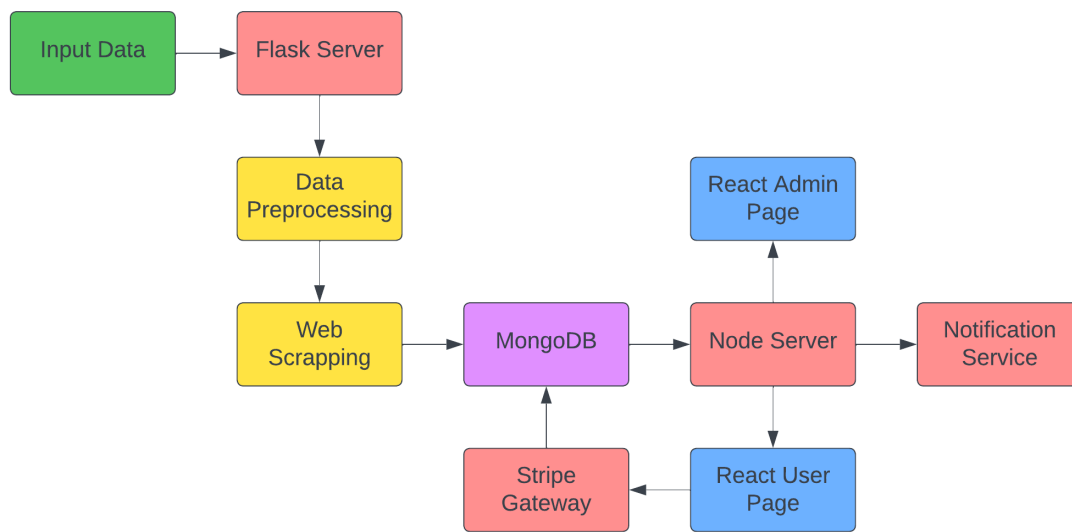 Input Data
Flask Server
Data
Preprocessing
React Admin
Page
Web
Scrapping
MongoDB
Node Server
Notification
Service
Stripe
Gateway
React User
Page